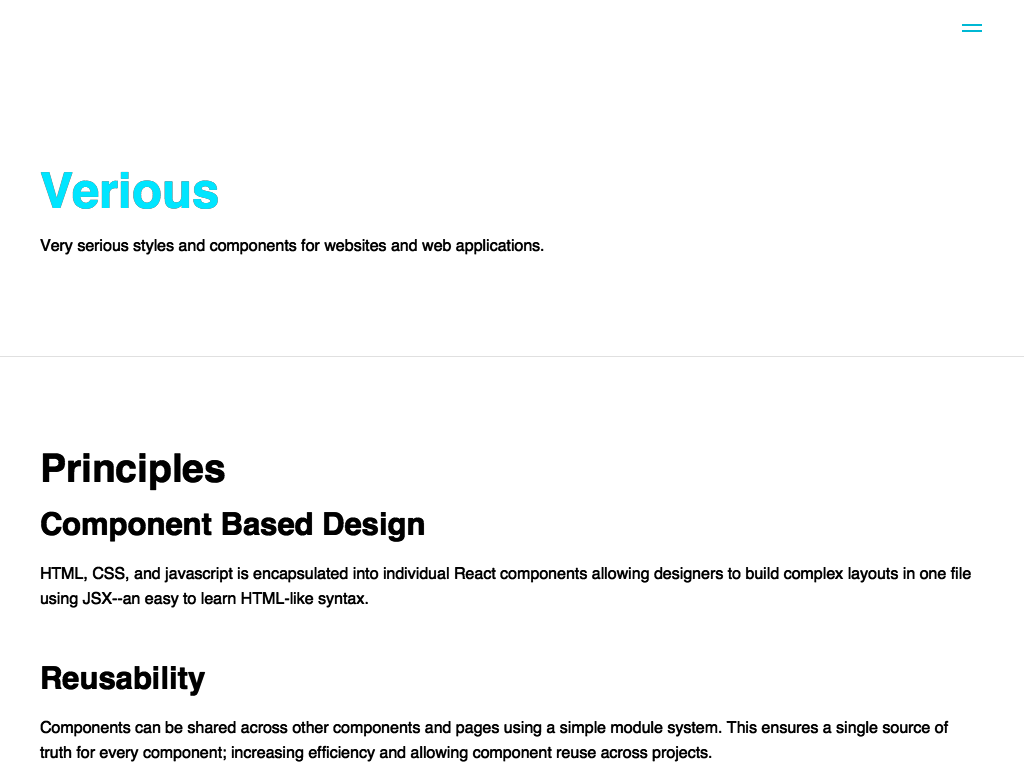 Verious
Very serious styles and components for websites and web applications.
Principles
Component Based Design
HTML, CSS, and javascript is encapsulated into individual React components allowing designers to build complex layouts in one file
using JSX--an easy to learn HTML-like syntax.
Reusability
Components can be shared across other components and pages using a simple module system. This ensures a single source of
truth for every component; increasing efficiency and allowing component reuse across projects.